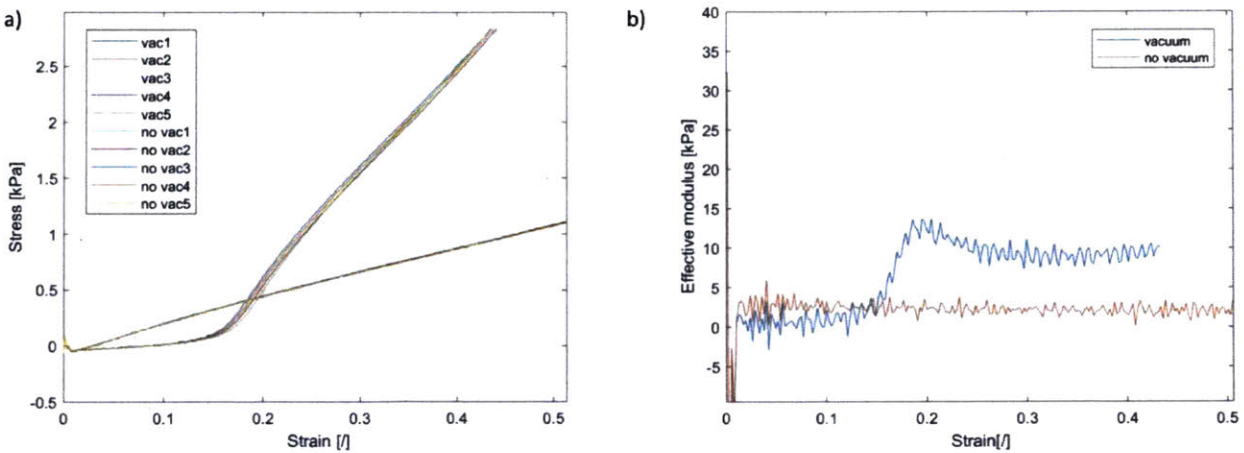 a)
vac1
vac2
vac3
vac4
vac5
no vac1
no vac2
no vac3
no vac4
no vac5
2.5
2
1.5
1
0.5
0
-0.5
Stress [kPa]
0 0.1 0.2 0.3 0.4 0.5
Strain [/]
b)
vacuum
no vacuum
40
35
30
25
20
15
10
5
0
-5
Effective modulus [kPa]
0 0.1 0.2 0.3 0.4 0.5
Strain[/]